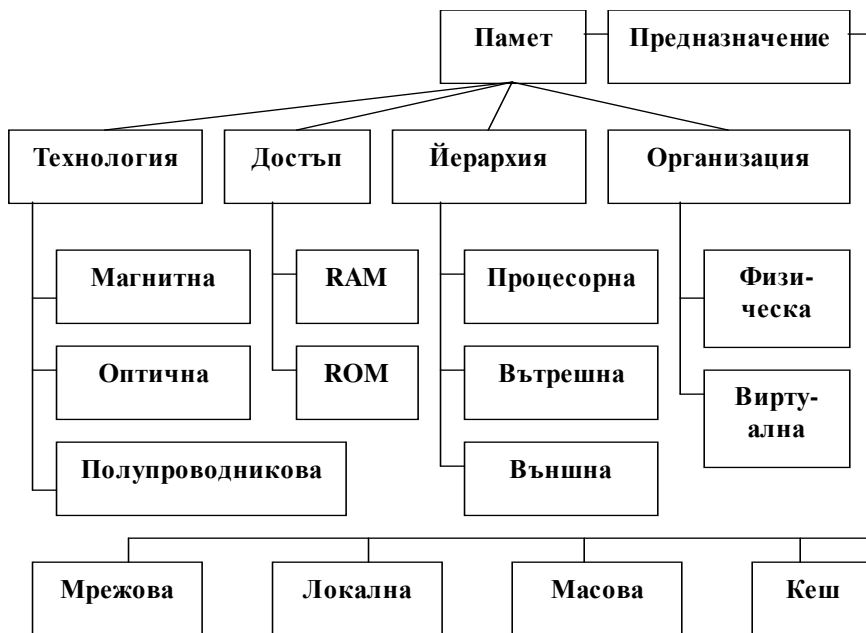 Памет
Предназначение
Технология
Достъп
Йерархия
Организация
Магнитна
RAM
Процесорна
Физи-
ческа
Оптична
ROM
Вътрешна
Вирту-
ална
Полупроводникова
Външна
Мрежова
Локална
Масова
Кеш